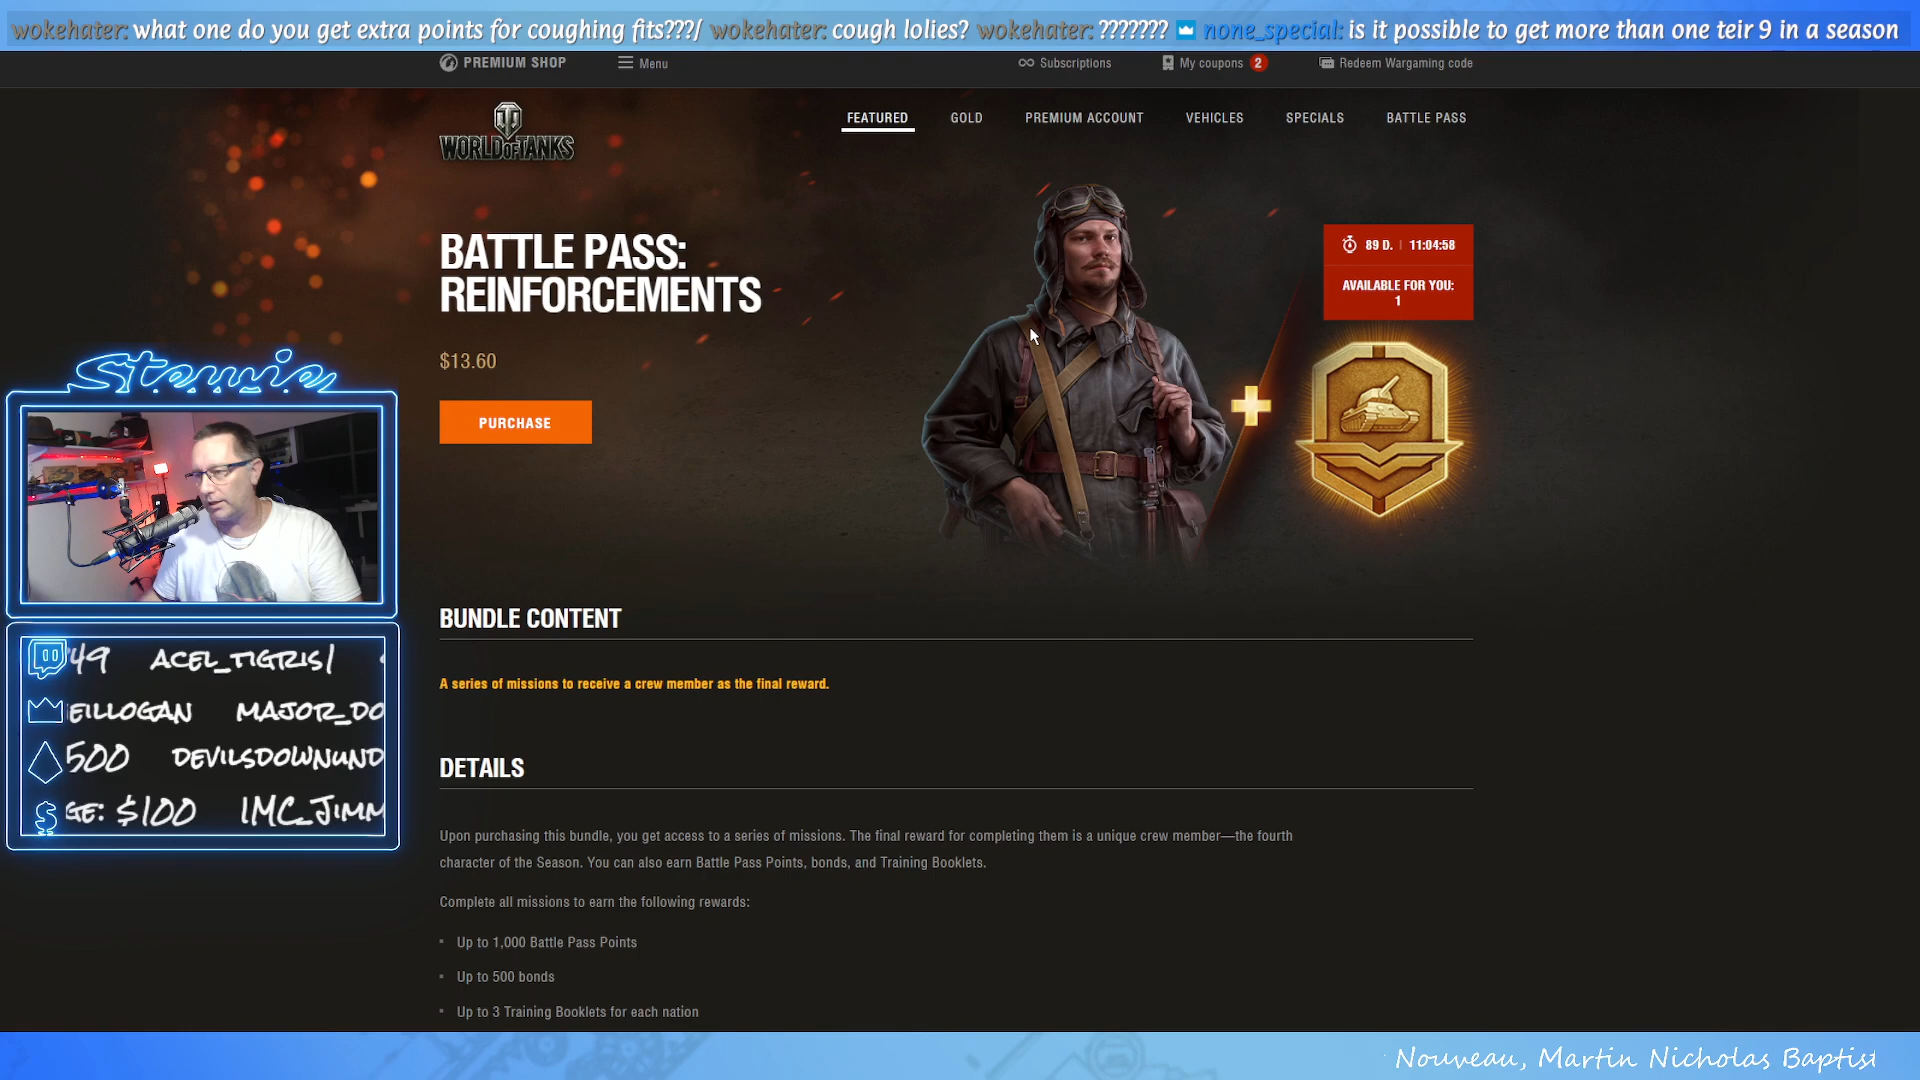 wokehater: what one do you get extra points for coughing fits???/ wokehater: cough lolies? wokehater: ??????? none_special: is it possible to get more than one teir 9 in a season
PREMIUM SHOP Menu Subscriptions My coupons 2 Redeem Wargaming code
WORLD OF TANKS FEATURED GOLD PREMIUM ACCOUNT VEHICLES SPECIALS BATTLE PASS
BATTLE PASS:
REINFORCEMENTS
89 D. | 11:04:58
AVAILABLE FOR YOU:
1
$13.60
PURCHASE
Stewie
BUNDLE CONTENT
A series of missions to receive a crew member as the final reward.
'49 ACEL_TIGRIS1
EILLOGAN MAJOR_DO
500 DEVILSDOWNUND
GE: $100 IMC_JIMM
DETAILS
Upon purchasing this bundle, you get access to a series of missions. The final reward for completing them is a unique crew member—the fourth
character of the Season. You can also earn Battle Pass Points, bonds, and Training Booklets.
Complete all missions to earn the following rewards:
▪ Up to 1,000 Battle Pass Points
▪ Up to 500 bonds
▪ Up to 3 Training Booklets for each nation
Nouveau, Martin Nicholas Baptist